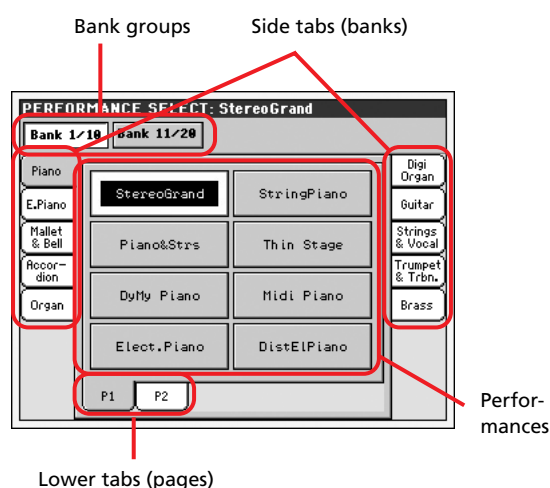 Bank groups
Side tabs (banks)
PERFORMANCE SELECT: StereoGrand
Bank 1/10
Bank 11/20
Piano
E.Piano
Mallet
& Bell
Accor-
dion
Organ
StereoGrand
StringPiano
Piano&Strs
Thin Stage
DyMy Piano
Midi Piano
Elect.Piano
DistElPiano
Digi
Organ
Guitar
Strings
& Vocal
Trumpet
& Trbn.
Brass
P1
P2
Perfor-
mances
Lower tabs (pages)